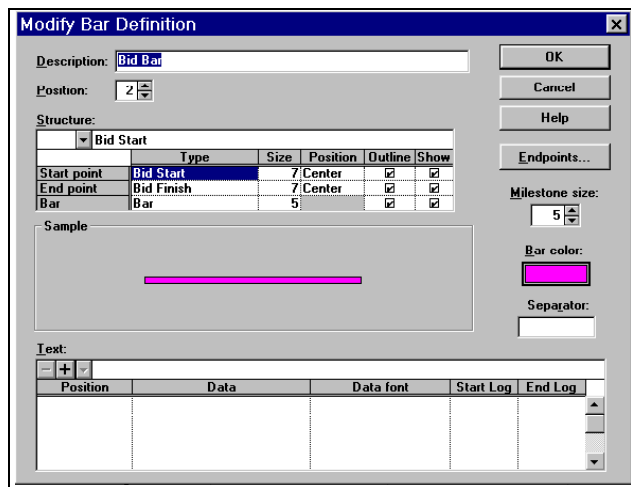 Modify Bar Definition
Description: Bid Bar
OK
Position: 2
Cancel
Help
Structure:
Bid Start
Endpoints...
Type Size Position Outline Show
Start point Bid Start 7 Center
End point Bid Finish 7 Center
Bar Bar 5
Milestone size:
5
Sample
Bar color:
Separator:
Text:
Position Data Data font Start Log End Log